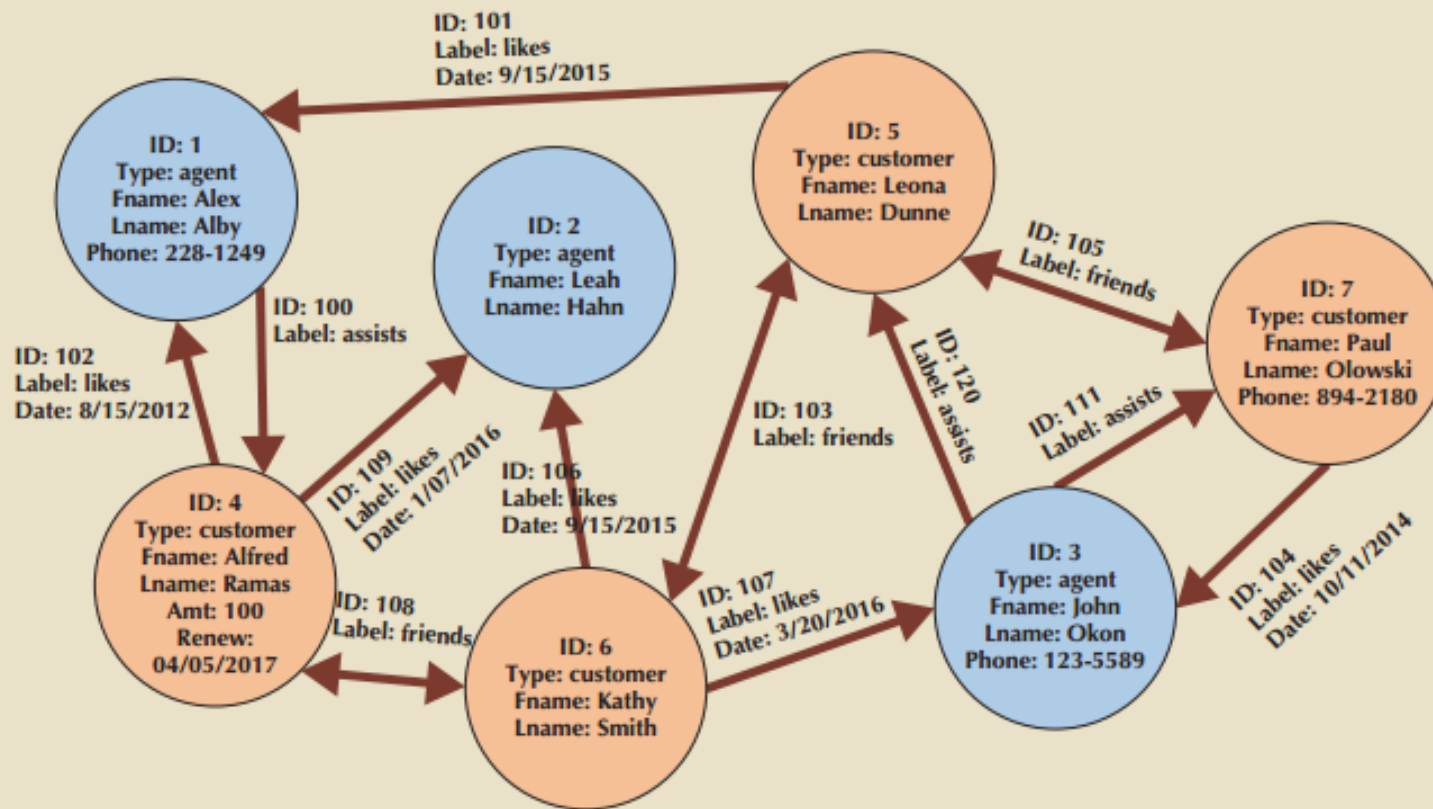 ID: 101
Label: likes
Date: 9/15/2015
ID: 1
Type: agent
Fname: Alex
Lname: Alby
Phone: 228-1249
ID: 2
Type: agent
Fname: Leah
Lname: Hahn
ID: 5
Type: customer
Fname: Leona
Lname: Dunne
ID: 105
Label: friends
ID: 7
Type: customer
Fname: Paul
Lname: Olowski
Phone: 894-2180
ID: 100
Label: assists
ID: 102
Label: likes
Date: 8/15/2012
ID: 109
Label: likes
Date: 1/07/2016
ID: 106
Label: likes
Date: 9/15/2015
ID: 103
Label: friends
ID: 120
Label: assists
ID: 111
Label: assists
ID: 4
Type: customer
Fname: Alfred
Lname: Ramas
Amt: 100
Renew:
04/05/2017
ID: 108
Label: friends
ID: 6
Type: customer
Fname: Kathy
Lname: Smith
ID: 107
Label: likes
Date: 3/20/2016
ID: 3
Type: agent
Fname: John
Lname: Okon
Phone: 123-5589
ID: 104
Label: likes
Date: 10/11/2014